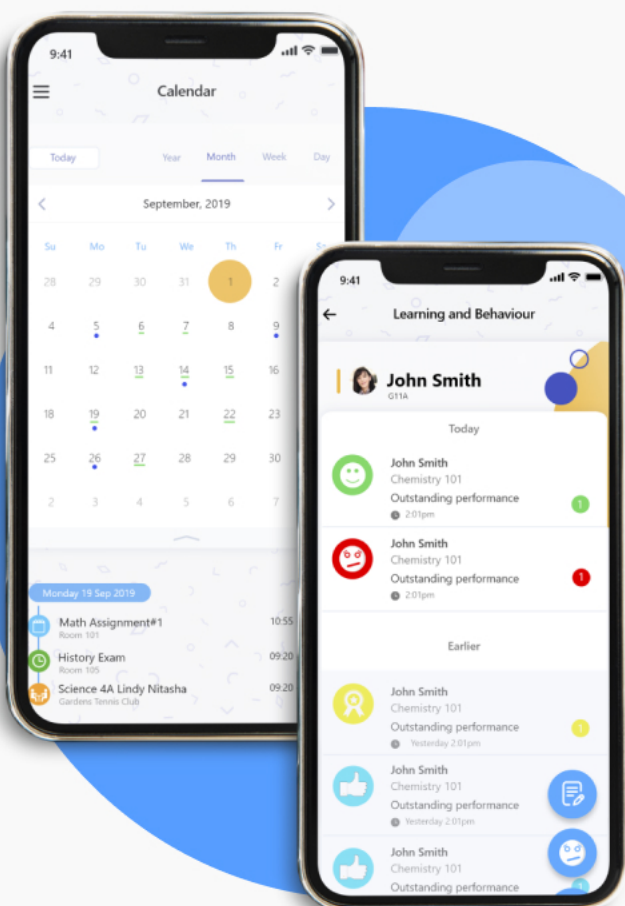 9:41
Calendar
Today Year Month Week Day
September, 2019
Su Mo Tu We Th Fr
28 29 30 31 1 2
4 5 6 7 8 9
11 12 13 14 15 16
18 19 20 21 22 23
25 26 27 28 29 30
2 3 4 5 6 7
Monday 19 Sep 2019
Math Assignment#1 10:55
Room 101
History Exam 09:20
Room 105
Science 4A Lindy Nitasha 09:20
Gardens Tennis Club
9:41
Learning and Behaviour
John Smith
G11A
Today
John Smith
Chemistry 101
Outstanding performance 1
2:01pm
John Smith
Chemistry 101
Outstanding performance 1
2:01pm
Earlier
John Smith
Chemistry 101
Outstanding performance 1
Yesterday 2:01pm
John Smith
Chemistry 101
Outstanding performance
Yesterday 2:01pm
John Smith
Chemistry 101
Outstanding performance